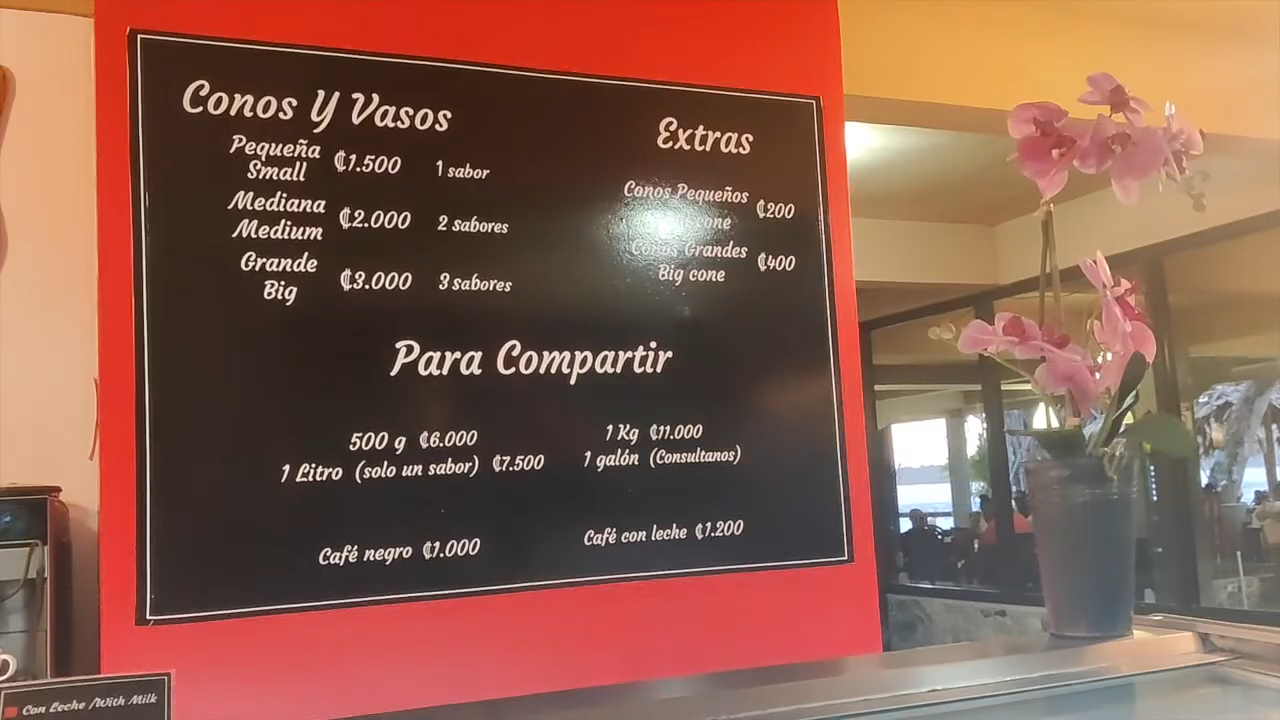 Conos Y Vasos
Pequeña
Small
₡1.500
1 sabor
Mediana
Medium
₡2.000
2 sabores
Grande
Big
₡3.000
3 sabores
Extras
Conos Pequeños
cone
₡200
Conos Grandes
Big cone
₡400
Para Compartir
500 g ₡6.000
1 Litro (solo un sabor) ₡7.500
1 Kg ₡11.000
1 galón (Consultanos)
Café negro ₡1.000
Café con leche ₡1.200
Con Leche /With Milk